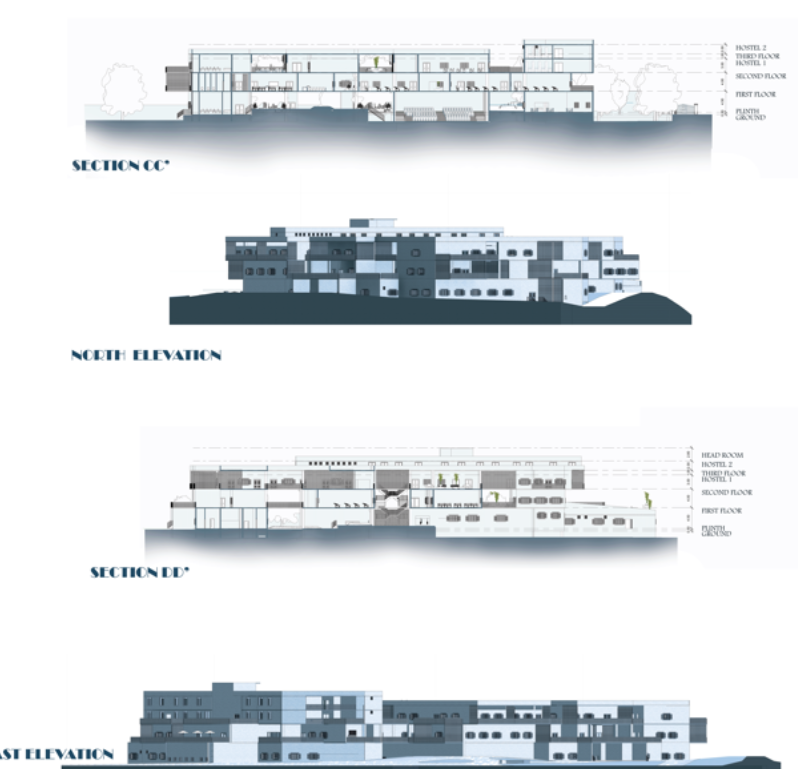 HOSTEL 2
THIRD FLOOR
HOSTEL 1
SECOND FLOOR
FIRST FLOOR
PLINTH
GROUND
SECTION CC'
NORTH ELEVATION
HEAD ROOM
HOSTEL 2
THIRD FLOOR
HOSTEL 1
SECOND FLOOR
FIRST FLOOR
PLINTH
GROUND
SECTION DD'
AST ELEVATION